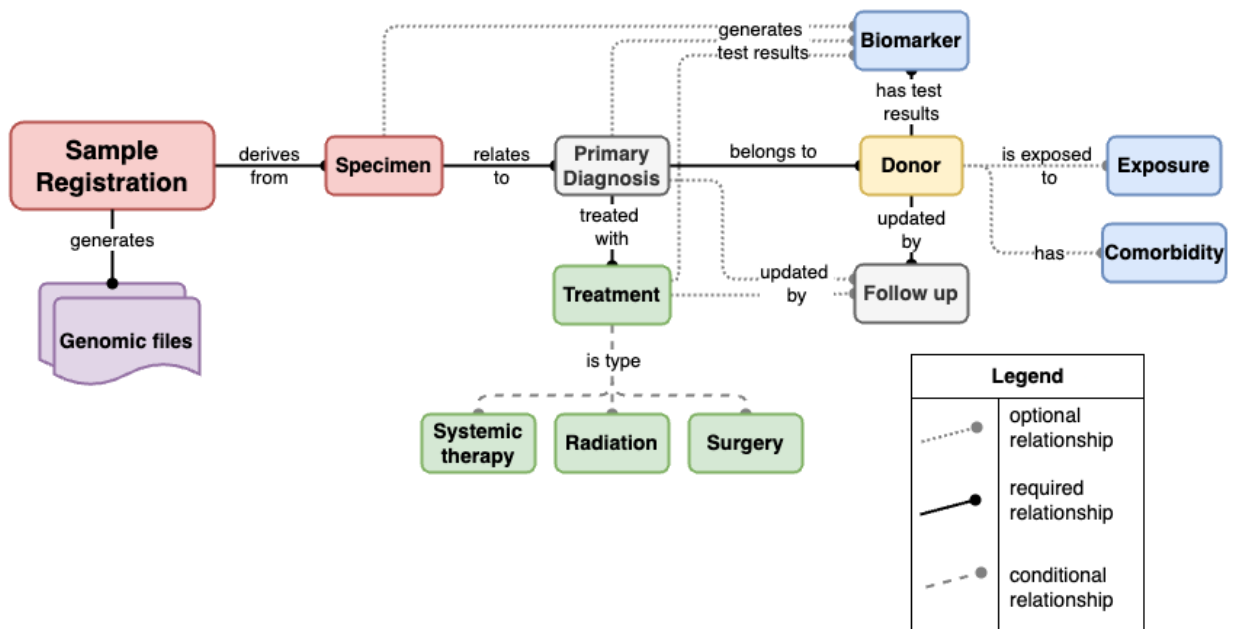 generates
test results
Biomarker
has test
results
Sample
Registration
derives
from
Specimen
relates
to
Primary
Diagnosis
belongs to
Donor
is exposed
to
Exposure
generates
treated
with
updated
by
has
Comorbidity
Treatment
updated
by
Follow up
Genomic files
is type
Systemic
therapy
Radiation
Surgery
Legend
optional
relationship
required
relationship
conditional
relationship